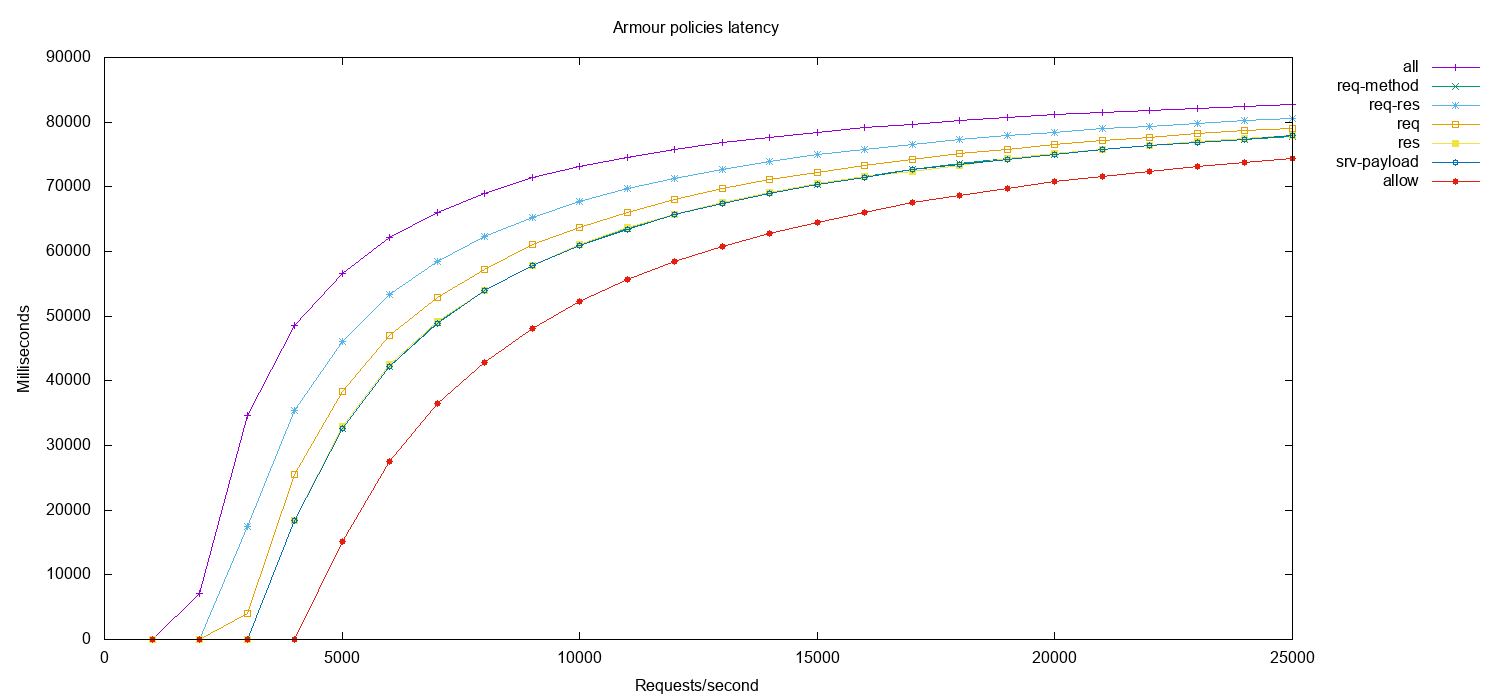 Armour policies latency
90000
80000
70000
60000
50000
40000
30000
20000
10000
0
Milliseconds
0 5000 10000 15000 20000 25000
Requests/second
all
req-method
req-res
req
res
srv-payload
allow